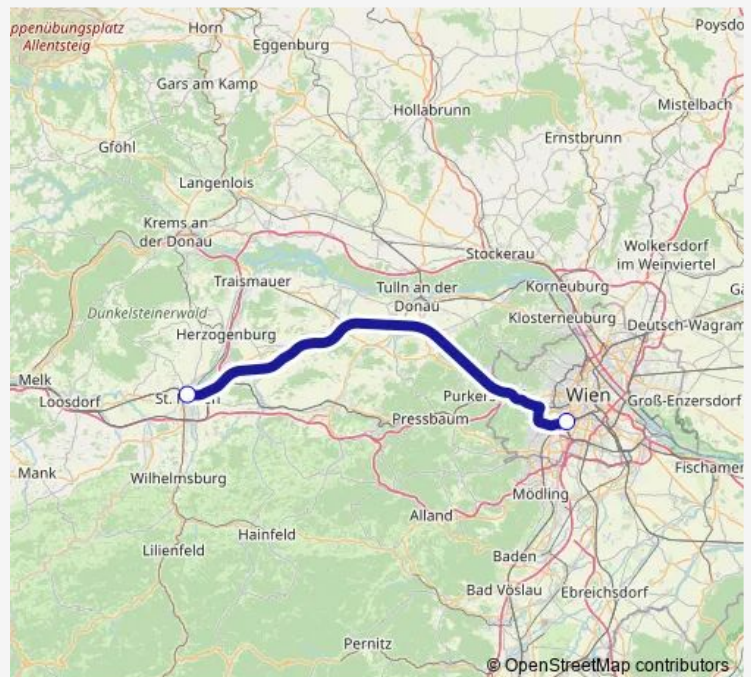 ppenübungsplatz
Allentsteig
Horn
Eggenburg
Poysdo
Gars am Kamp
Hollabrunn
Mistelbach
Gföhl
Ernstbrunn
Langenlois
Krems an
der Donau
Stockerau
Wolkersdorf
im Weinviertel
Traismauer
Tulln an der
Donau
Korneuburg
Dunkelsteinerwald
Klosterneuburg
Deutsch-Wagram
Herzogenburg
Melk
Loosdorf
St.
Purkers
Wien
Groß-Enzersdorf
Pressbaum
Mank
Wilhelmsburg
Fischamen
Mödling
Alland
Hainfeld
Lilienfeld
Baden
Bad Vöslau
Ebreichsdorf
Pernitz
© OpenStreetMap contributors